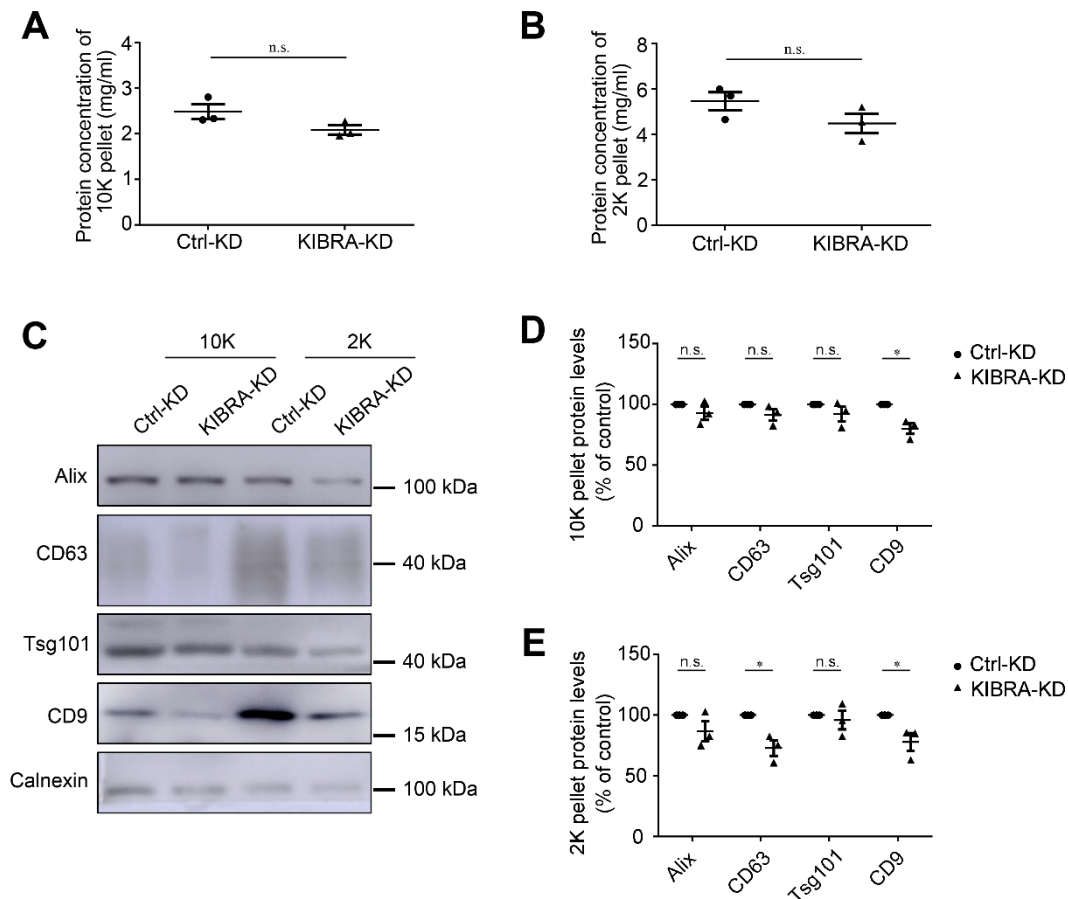 A
Protein concentration of
10K pellet (mg/ml)
4
3
2
1
0
n.s.
Ctrl-KD
KIBRA-KD
B
Protein concentration of
2K pellet (mg/ml)
8
6
4
2
0
n.s.
Ctrl-KD
KIBRA-KD
C
10K
2K
Ctrl-KD
KIBRA-KD
Ctrl-KD
KIBRA-KD
Alix
100 kDa
CD63
40 kDa
Tsg101
40 kDa
CD9
15 kDa
Calnexin
100 kDa
D
10K pellet protein levels
(% of control)
150
100
50
0
n.s.
n.s.
n.s.
*
Ctrl-KD
KIBRA-KD
Alix
CD63
Tsg101
CD9
E
2K pellet protein levels
(% of control)
150
100
50
0
n.s.
*
n.s.
*
Ctrl-KD
KIBRA-KD
Alix
CD63
Tsg101
CD9